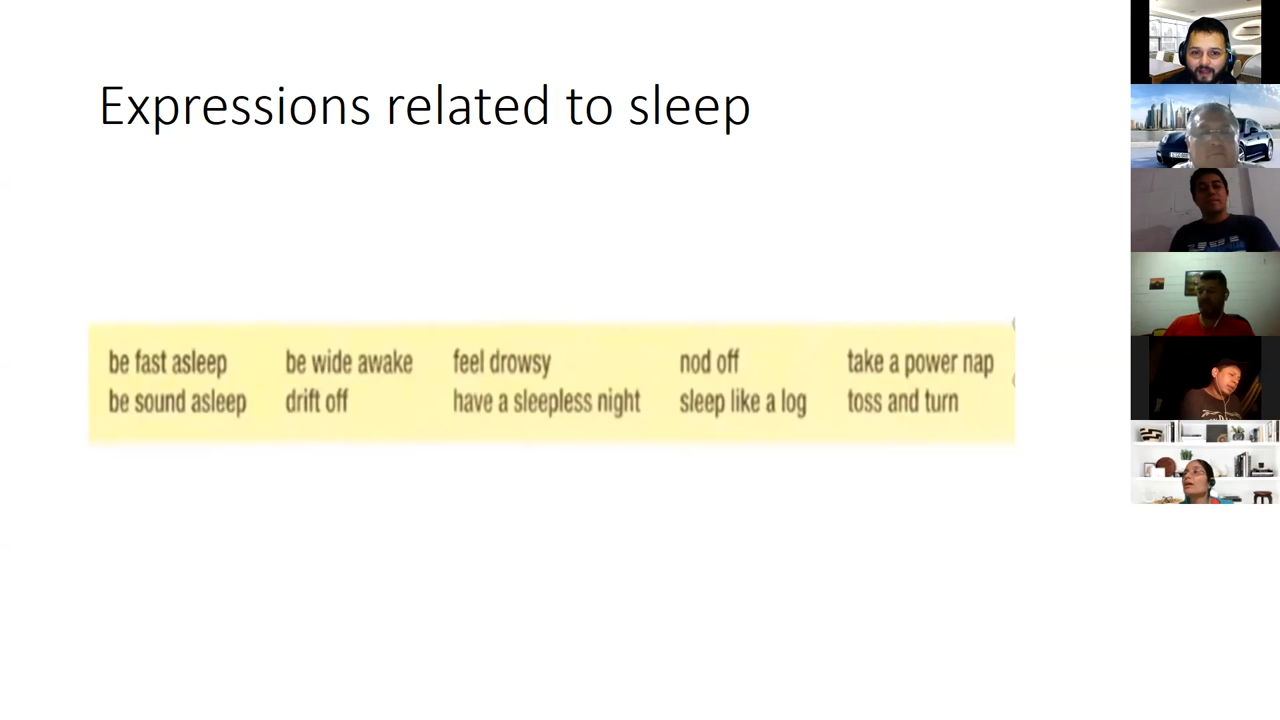 Expressions related to sleep
be fast asleep be wide awake feel drowsy nod off take a power nap
be sound asleep drift off have a sleepless night sleep like a log toss and turn